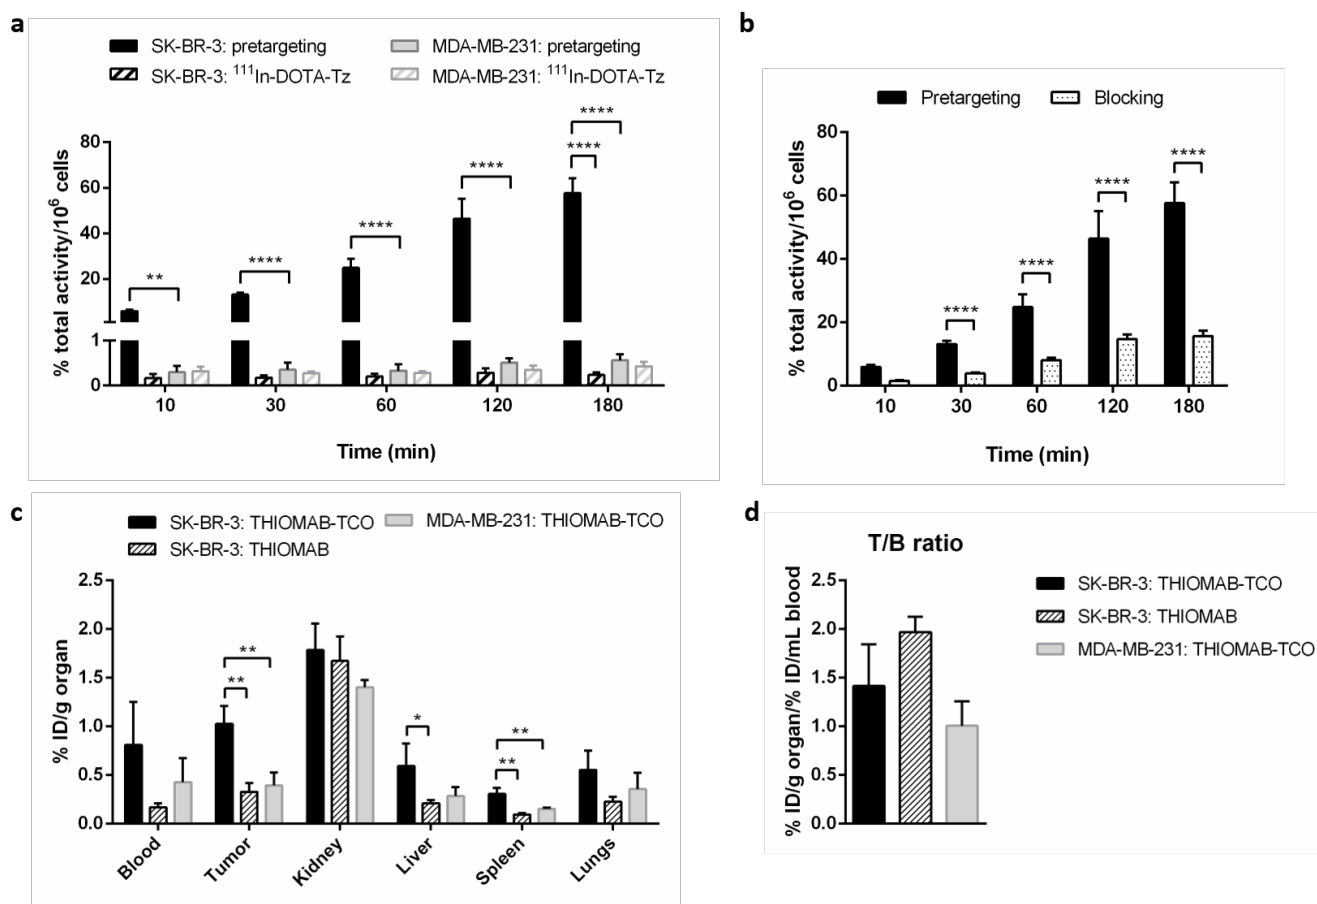 a
SK-BR-3: pretargeting
MDA-MB-231: pretargeting
SK-BR-3: ¹¹¹In-DOTA-Tz
MDA-MB-231: ¹¹¹In-DOTA-Tz
% total activity/10⁶ cells
80
60
40
20
1
0
**
****
****
****
****
****
10 30 60 120 180
Time (min)
b
Pretargeting Blocking
% total activity/10⁶ cells
80
60
40
20
0
****
****
****
****
10 30 60 120 180
Time (min)
c
SK-BR-3: THIOMAB-TCO
MDA-MB-231: THIOMAB-TCO
SK-BR-3: THIOMAB
% ID/g organ
2.5
2.0
1.5
1.0
0.5
0.0
**
**
*
**
**
Blood Tumor Kidney Liver Spleen Lungs
d
T/B ratio
% ID/g organ/% ID/mL blood
2.5
2.0
1.5
1.0
0.5
0.0
SK-BR-3: THIOMAB-TCO
SK-BR-3: THIOMAB
MDA-MB-231: THIOMAB-TCO